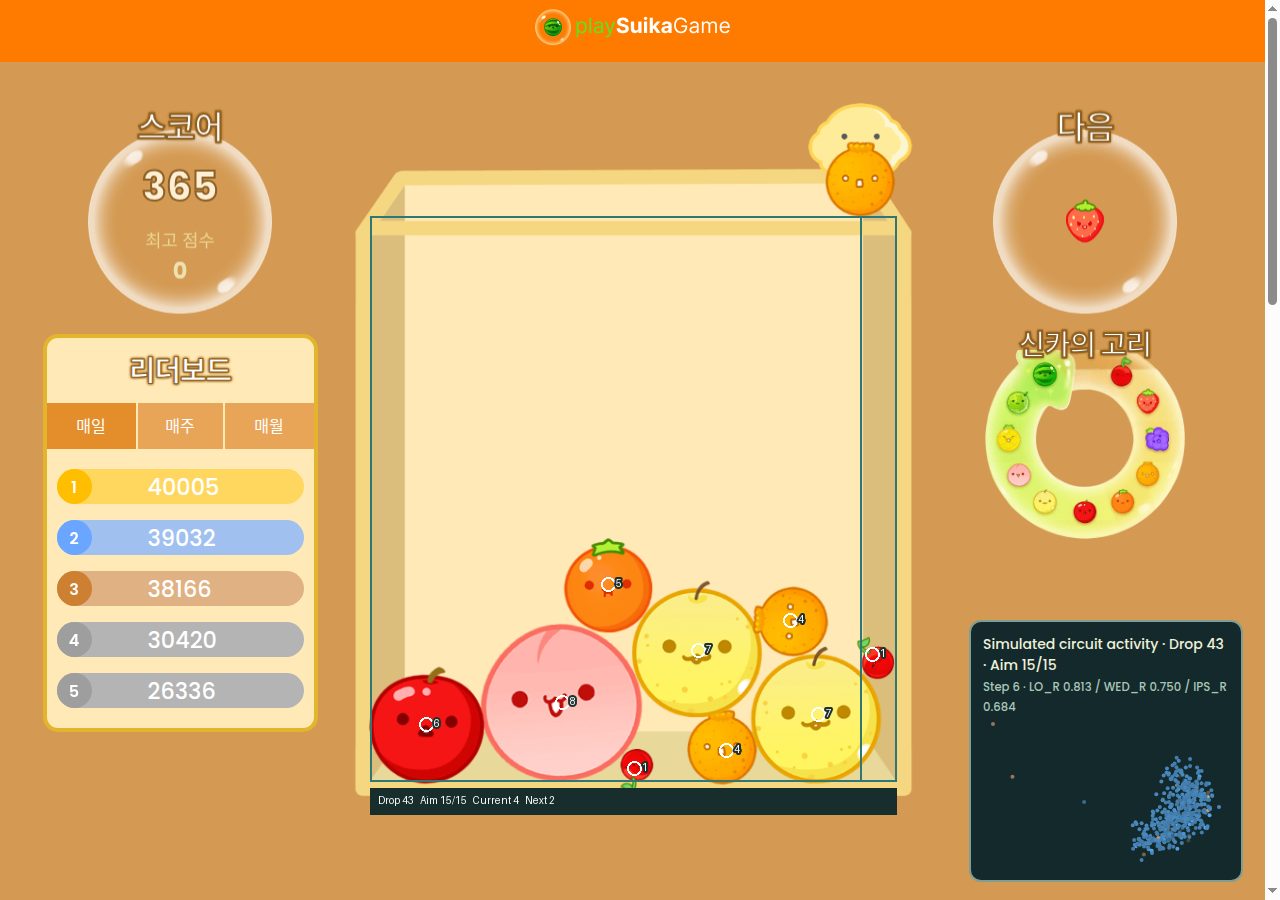 playSuikaGame
스코어
365
최고 점수
0
다음
리더보드
매일 매주 매월
1 40005
2 39032
3 38166
4 30420
5 26336
신카의 고리
5
7
4
1
6
8
7
4
1
Drop 43 Aim 15/15 Current 4 Next 2
Simulated circuit activity · Drop 43
· Aim 15/15
Step 6 · LO_R 0.813 / WED_R 0.750 / IPS_R
0.684